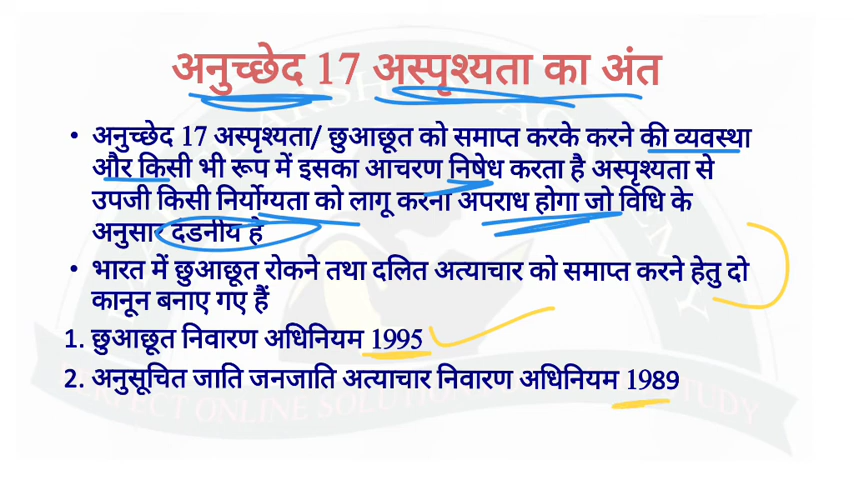 अनुच्छेद 17 अस्पृश्यता का अंत
• अनुच्छेद 17 अस्पृश्यता/ छुआछूत को समाप्त करके करने की व्यवस्था
और किसी भी रूप में इसका आचरण निषेध करता है अस्पृश्यता से
उपजी किसी निर्योग्यता को लागू करना अपराध होगा जो विधि के
अनुसार दंडनीय है
• भारत में छुआछूत रोकने तथा दलित अत्याचार को समाप्त करने हेतु दो
कानून बनाए गए हैं
1. छुआछूत निवारण अधिनियम 1995
2. अनुसूचित जाति जनजाति अत्याचार निवारण अधिनियम 1989